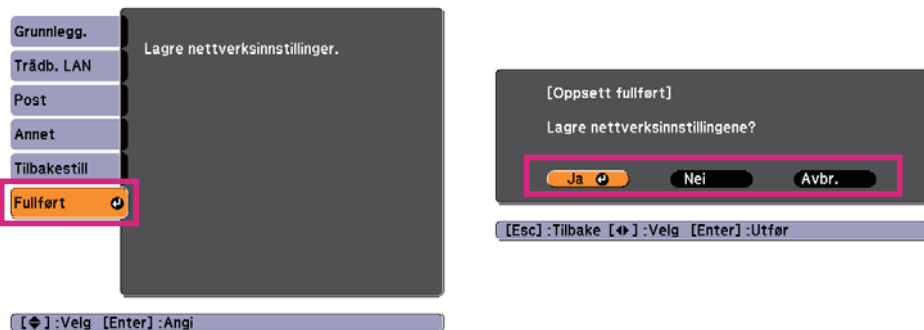 Grunnlegg.
Trådb. LAN
Post
Annet
Tilbakestill
Fullført
Lagre nettverksinnstillinger.
[ ]:Velg [Enter]:Angi
[Oppsett fullført]
Lagre nettverksinnstillingene?
Ja Nei Avbr.
[Esc]:Tilbake [ ]:Velg [Enter]:Utfør